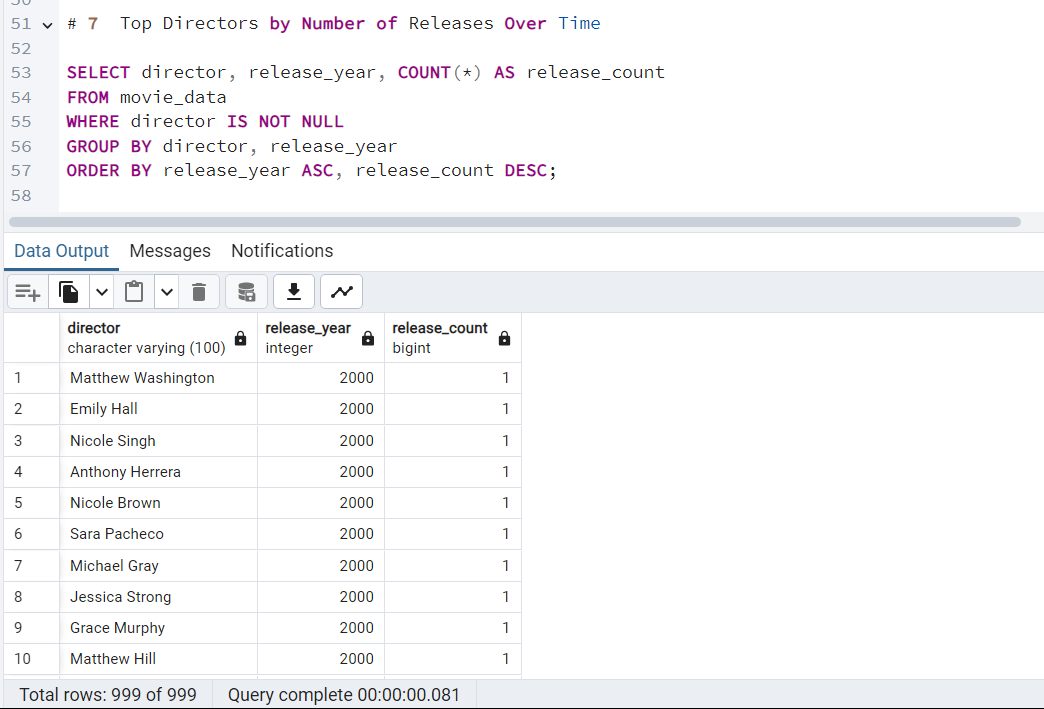 51 # 7 Top Directors by Number of Releases Over Time
52
53 SELECT director, release_year, COUNT(*) AS release_count
54 FROM movie_data
55 WHERE director IS NOT NULL
56 GROUP BY director, release_year
57 ORDER BY release_year ASC, release_count DESC;
58
Data Output Messages Notifications
director release_year release_count
character varying (100) integer bigint
1 Matthew Washington 2000 1
2 Emily Hall 2000 1
3 Nicole Singh 2000 1
4 Anthony Herrera 2000 1
5 Nicole Brown 2000 1
6 Sara Pacheco 2000 1
7 Michael Gray 2000 1
8 Jessica Strong 2000 1
9 Grace Murphy 2000 1
10 Matthew Hill 2000 1
Total rows: 999 of 999 Query complete 00:00:00.081